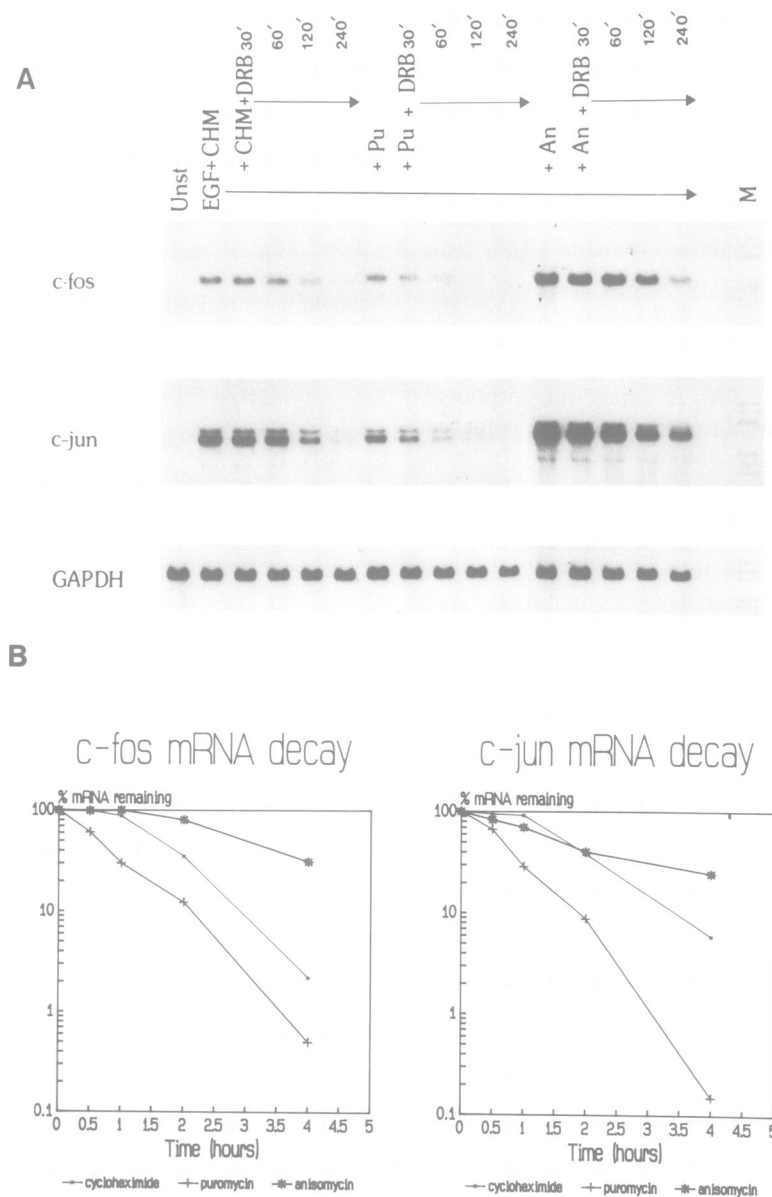 A
Unst
EGF+CHM
+ CHM+DRB 30′
60′
120′
240′
+ Pu
+ Pu + DRB 30′
60′
120′
240′
+ An
+ An + DRB 30′
60′
120′
240′
M
c-fos
c-jun
GAPDH
B
c-fos mRNA decay
% mRNA remaining
100
10
1
0.1
0 0.5 1 1.5 2 2.5 3 3.5 4 4.5 5
Time (hours)
cycloheximide puromycin anisomycin
c-jun mRNA decay
% mRNA remaining
100
10
1
0.1
0 0.5 1 1.5 2 2.5 3 3.5 4 4.5 5
Time (hours)
cycloheximide puromycin anisomycin